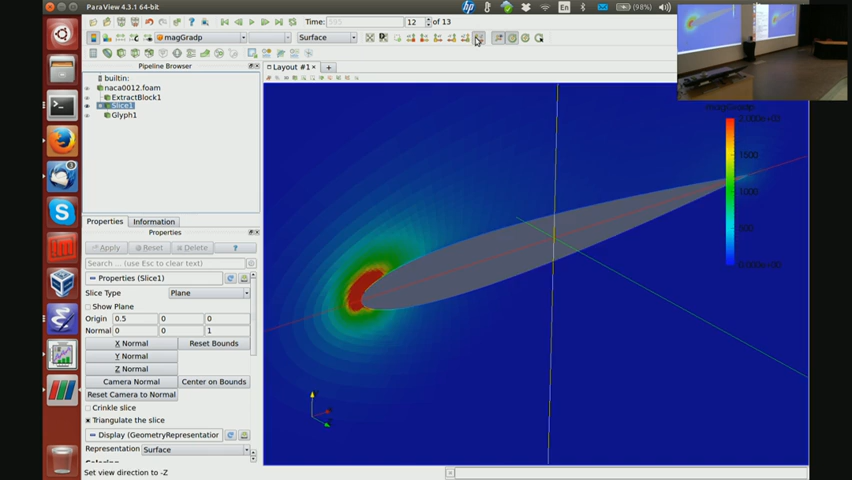 ParaView 4.3.1 64-bit
En
(98%)
Time:
12
of 13
magGradp
Surface
Pipeline Browser
Layout #1
builtin:
naca0012.foam
ExtractBlock1
Slice1
Glyph1
Properties
Information
Properties
Apply
Reset
Delete
?
Search ... (use Esc to clear text)
Properties (Slice1)
Slice Type
Plane
Show Plane
Origin
0.5
0
0
Normal
0
0
1
X Normal
Reset Bounds
Y Normal
Z Normal
Camera Normal
Center on Bounds
Reset Camera to Normal
Crinkle slice
Triangulate the slice
Display (GeometryRepresentation
Representation
Surface
Set view direction to -Z
magGradp
1500